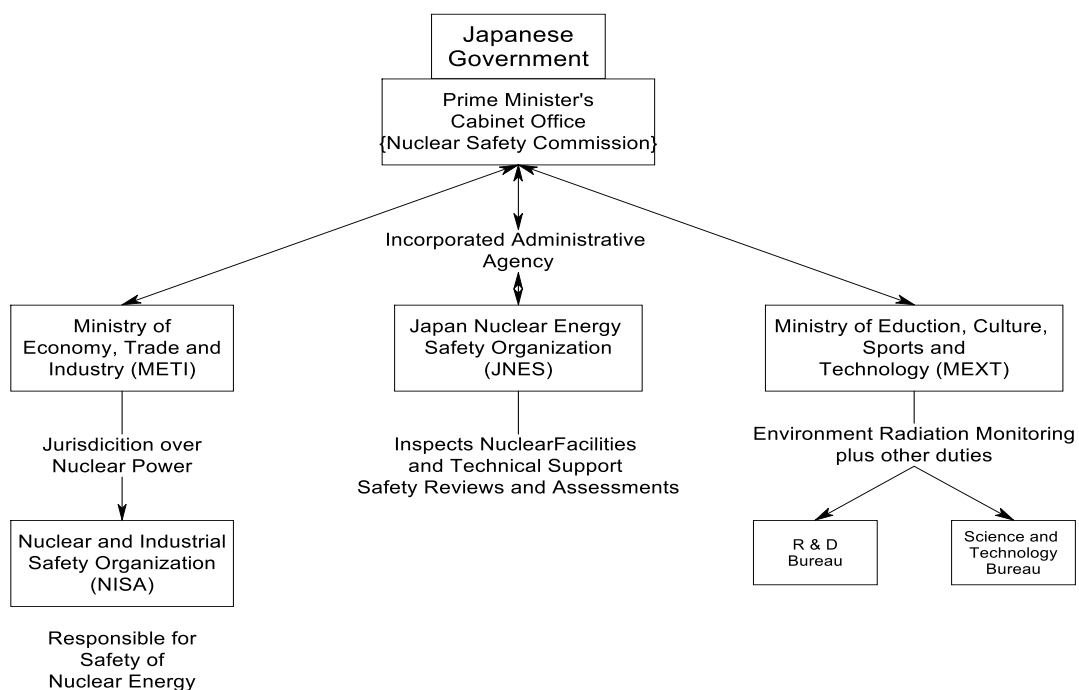 Japanese
Government
Prime Minister's
Cabinet Office
{Nuclear Safety Commission}
Incorporated Administrative
Agency
Ministry of
Economy, Trade and
Industry (METI)
Japan Nuclear Energy
Safety Organization
(JNES)
Ministry of Eduction, Culture,
Sports and
Technology (MEXT)
Jurisdicition over
Nuclear Power
Inspects NuclearFacilities
and Technical Support
Safety Reviews and Assessments
Environment Radiation Monitoring
plus other duties
Nuclear and Industrial
Safety Organization
(NISA)
R & D
Bureau
Science and
Technology
Bureau
Responsible for
Safety of
Nuclear Energy